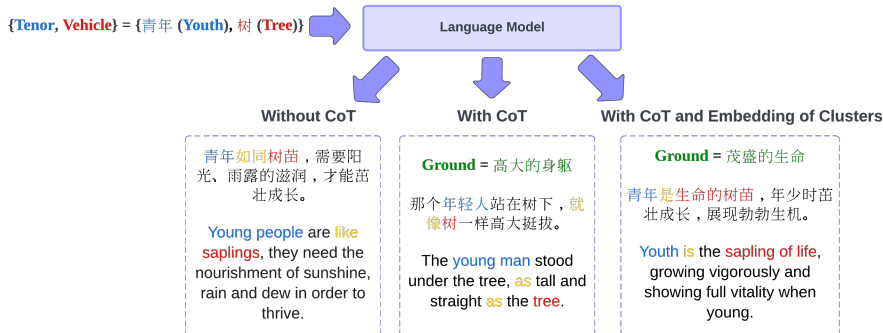 {Tenor, Vehicle} = {青年 (Youth), 树 (Tree)}
Language Model
Without CoT
With CoT
With CoT and Embedding of Clusters
青年如同树苗，需要阳
光、雨露的滋润，才能茁
壮成长。
Young people are like
saplings, they need the
nourishment of sunshine,
rain and dew in order to
thrive.
Ground = 高大的身躯
那个年轻人站在树下，就
像树一样高大挺拔。
The young man stood
under the tree, as tall and
straight as the tree.
Ground = 茂盛的生命
青年是生命的树苗，年少时茁
壮成长，展现勃勃生机。
Youth is the sapling of life,
growing vigorously and
showing full vitality when
young.